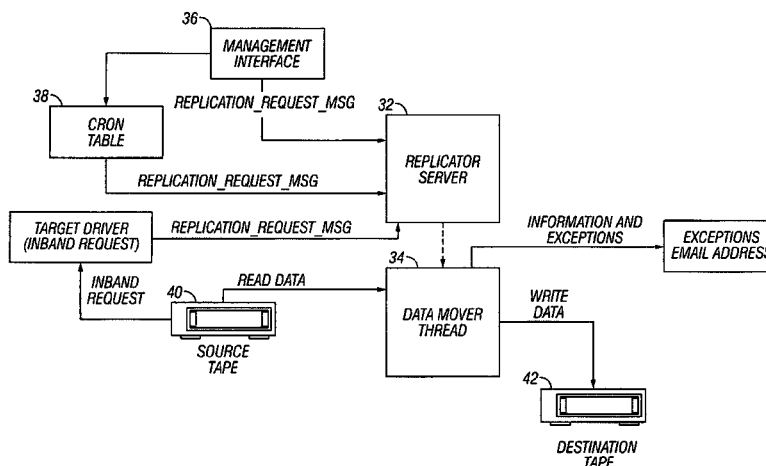 36
MANAGEMENT
INTERFACE
38
CRON
TABLE
REPLICATION_REQUEST_MSG
32
REPLICATOR
SERVER
REPLICATION_REQUEST_MSG
TARGET DRIVER
(INBAND REQUEST)
REPLICATION_REQUEST_MSG
INFORMATION AND
EXCEPTIONS
EXCEPTIONS
EMAIL ADDRESS
INBAND
REQUEST
40
READ DATA
34
DATA MOVER
THREAD
WRITE
DATA
SOURCE
TAPE
42
DESTINATION
TAPE